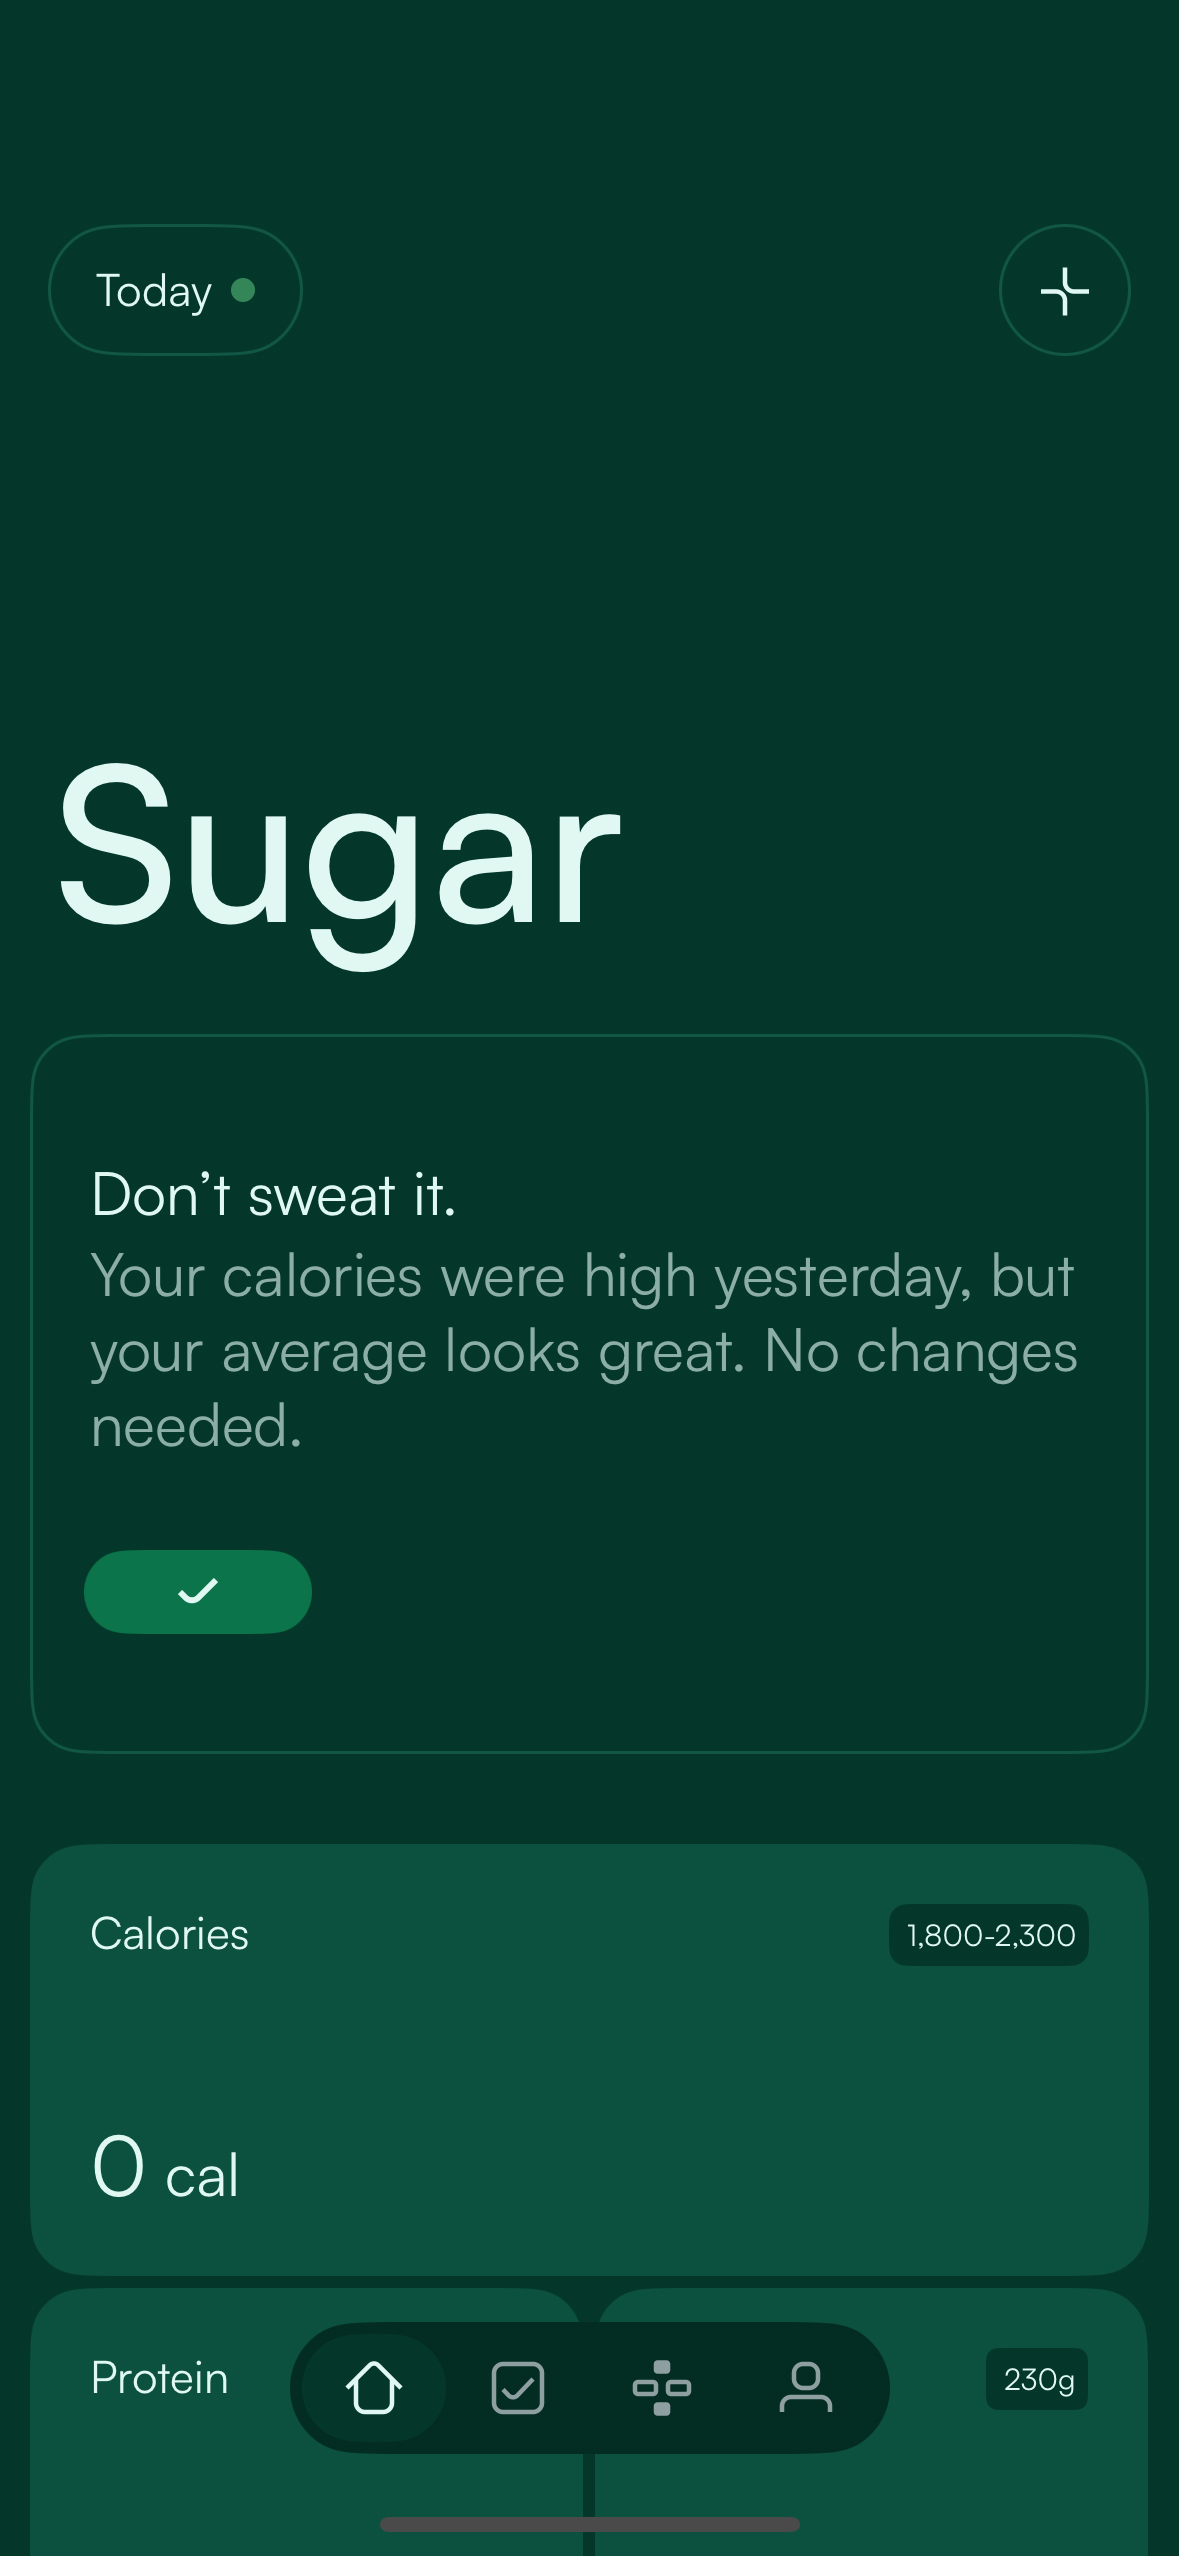 Today
Sugar
Don’t sweat it.
Your calories were high yesterday, but
your average looks great. No changes
needed.
Calories
1,800-2,300
0 cal
Protein
230g